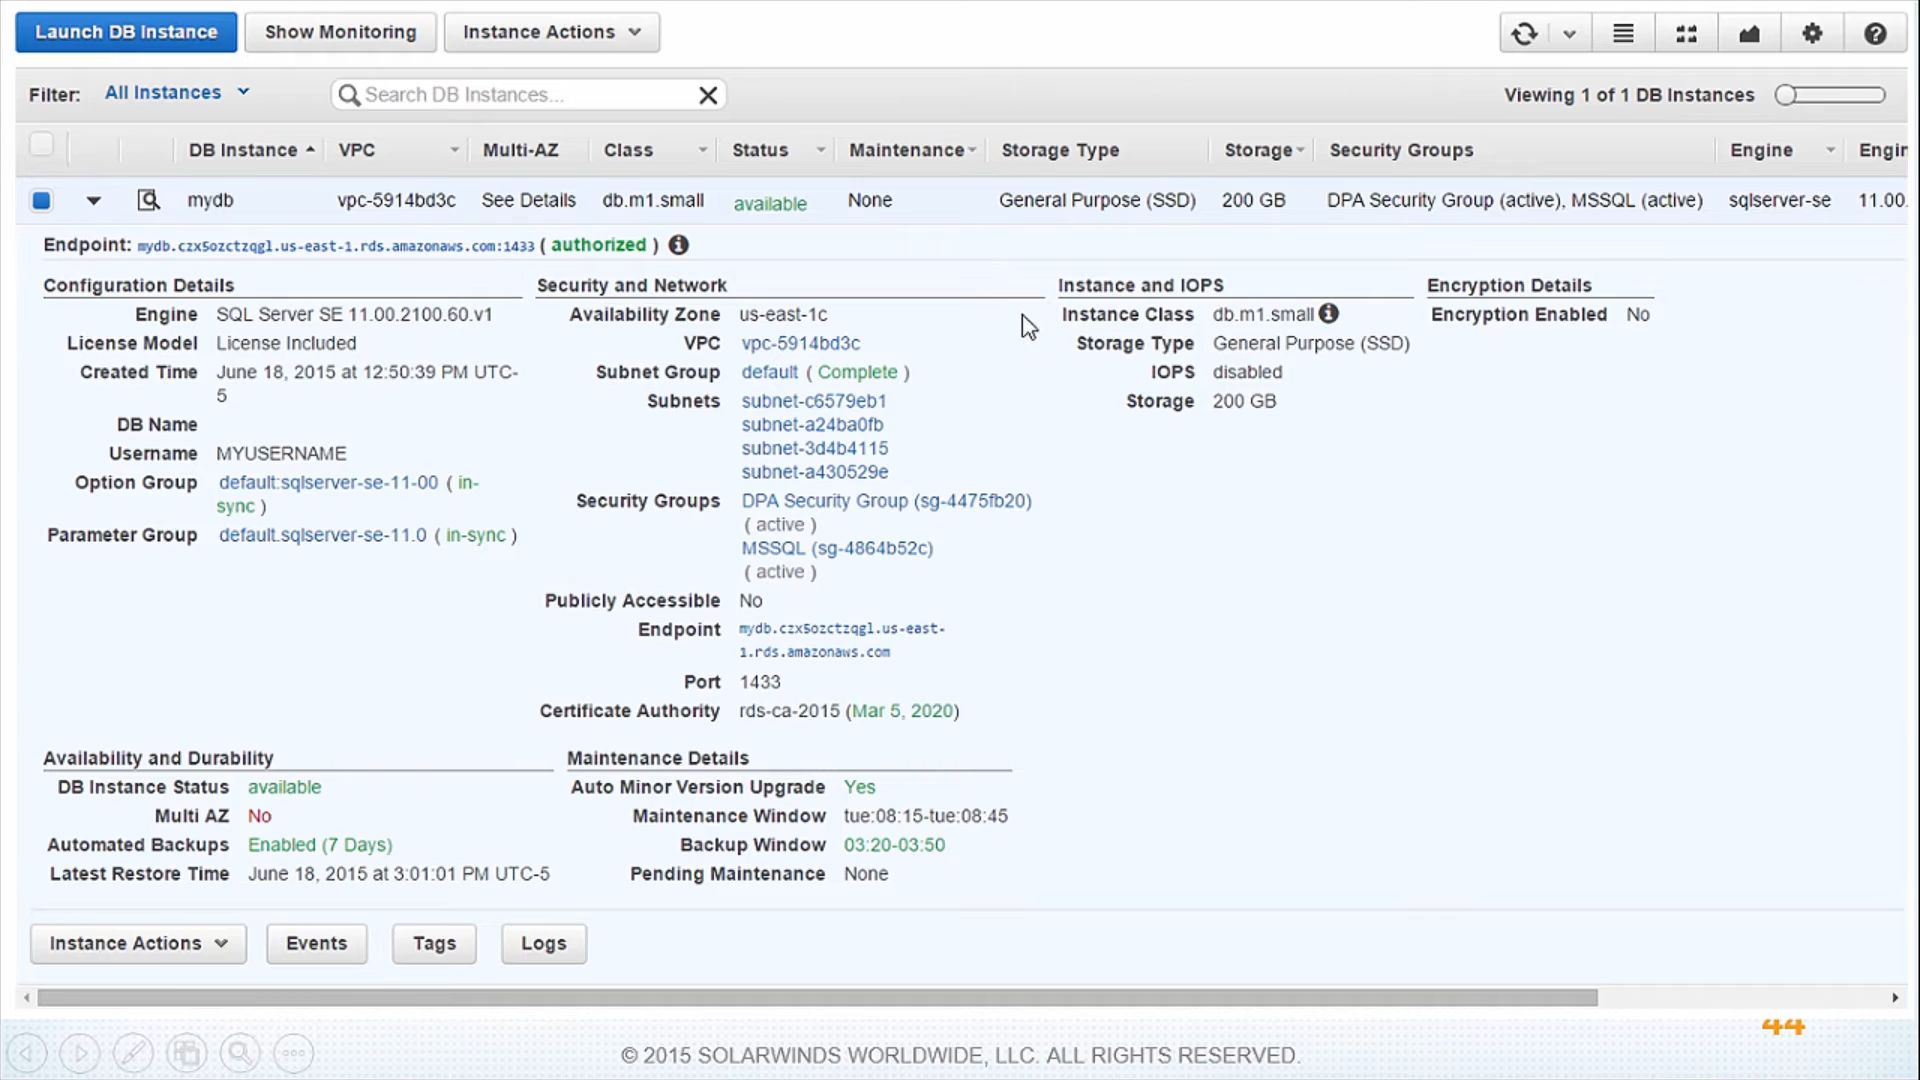 Launch DB Instance Show Monitoring Instance Actions
Filter: All Instances Search DB Instances... Viewing 1 of 1 DB Instances
DB Instance VPC Multi-AZ Class Status Maintenance Storage Type Storage Security Groups Engine Engin
mydb vpc-5914bd3c See Details db.m1.small available None General Purpose (SSD) 200 GB DPA Security Group (active), MSSQL (active) sqlserver-se 11.00.
Endpoint: mydb.czx5ozctzqgl.us-east-1.rds.amazonaws.com:1433 ( authorized )
Configuration Details
Engine SQL Server SE 11.00.2100.60.v1
License Model License Included
Created Time June 18, 2015 at 12:50:39 PM UTC-
5
DB Name
Username MYUSERNAME
Option Group default:sqlserver-se-11-00 ( in-
sync )
Parameter Group default.sqlserver-se-11.0 ( in-sync )
Security and Network
Availability Zone us-east-1c
VPC vpc-5914bd3c
Subnet Group default ( Complete )
Subnets subnet-c6579eb1
subnet-a24ba0fb
subnet-3d4b4115
subnet-a430529e
Security Groups DPA Security Group (sg-4475fb20)
( active )
MSSQL (sg-4864b52c)
( active )
Publicly Accessible No
Endpoint mydb.czx5ozctzqgl.us-east-
1.rds.amazonaws.com
Port 1433
Certificate Authority rds-ca-2015 (Mar 5, 2020)
Instance and IOPS
Instance Class db.m1.small
Storage Type General Purpose (SSD)
IOPS disabled
Storage 200 GB
Encryption Details
Encryption Enabled No
Availability and Durability
DB Instance Status available
Multi AZ No
Automated Backups Enabled (7 Days)
Latest Restore Time June 18, 2015 at 3:01:01 PM UTC-5
Maintenance Details
Auto Minor Version Upgrade Yes
Maintenance Window tue:08:15-tue:08:45
Backup Window 03:20-03:50
Pending Maintenance None
Instance Actions Events Tags Logs
44
© 2015 SOLARWINDS WORLDWIDE, LLC. ALL RIGHTS RESERVED.